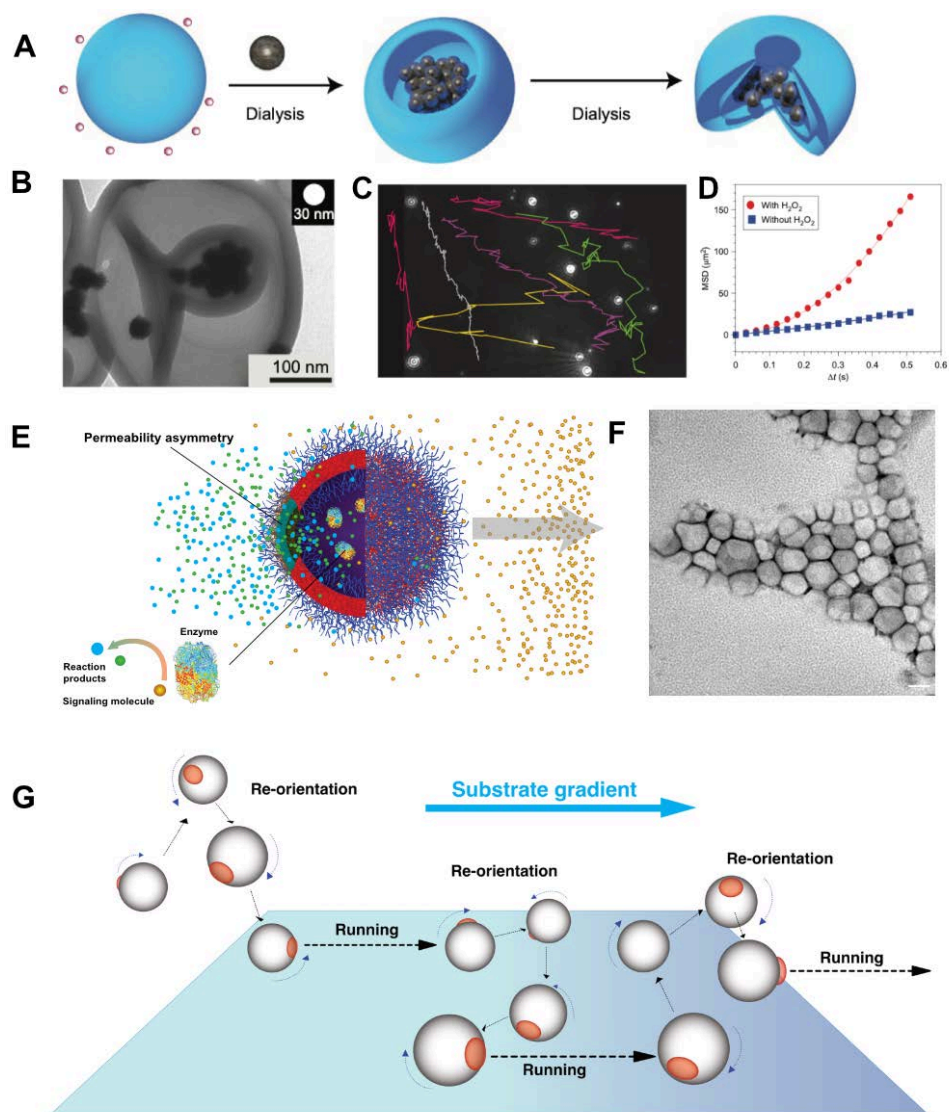 A
Dialysis
Dialysis
B
30 nm
100 nm
C
D
With H₂O₂
Without H₂O₂
MSD (μm²)
150
100
50
0
0
0.1
0.2
0.3
0.4
0.5
0.6
Δt (s)
E
Permeability asymmetry
Enzyme
Reaction
products
Signaling molecule
F
G
Re-orientation
Substrate gradient
Re-orientation
Re-orientation
Running
Running
Running